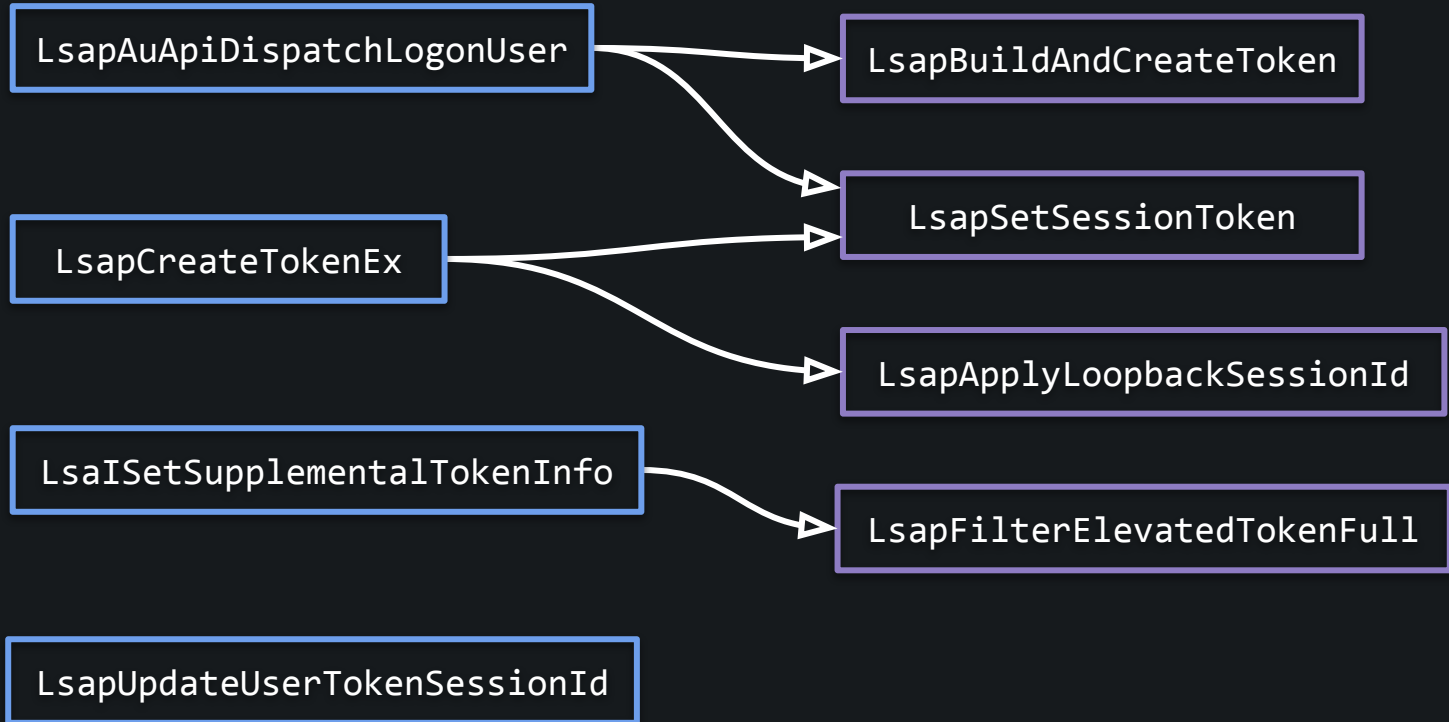 LsapAuApiDispatchLogonUser
LsapBuildAndCreateToken
LsapSetSessionToken
LsapCreateTokenEx
LsapApplyLoopbackSessionId
LsaISetSupplementalTokenInfo
LsapFilterElevatedTokenFull
LsapUpdateUserTokenSessionId